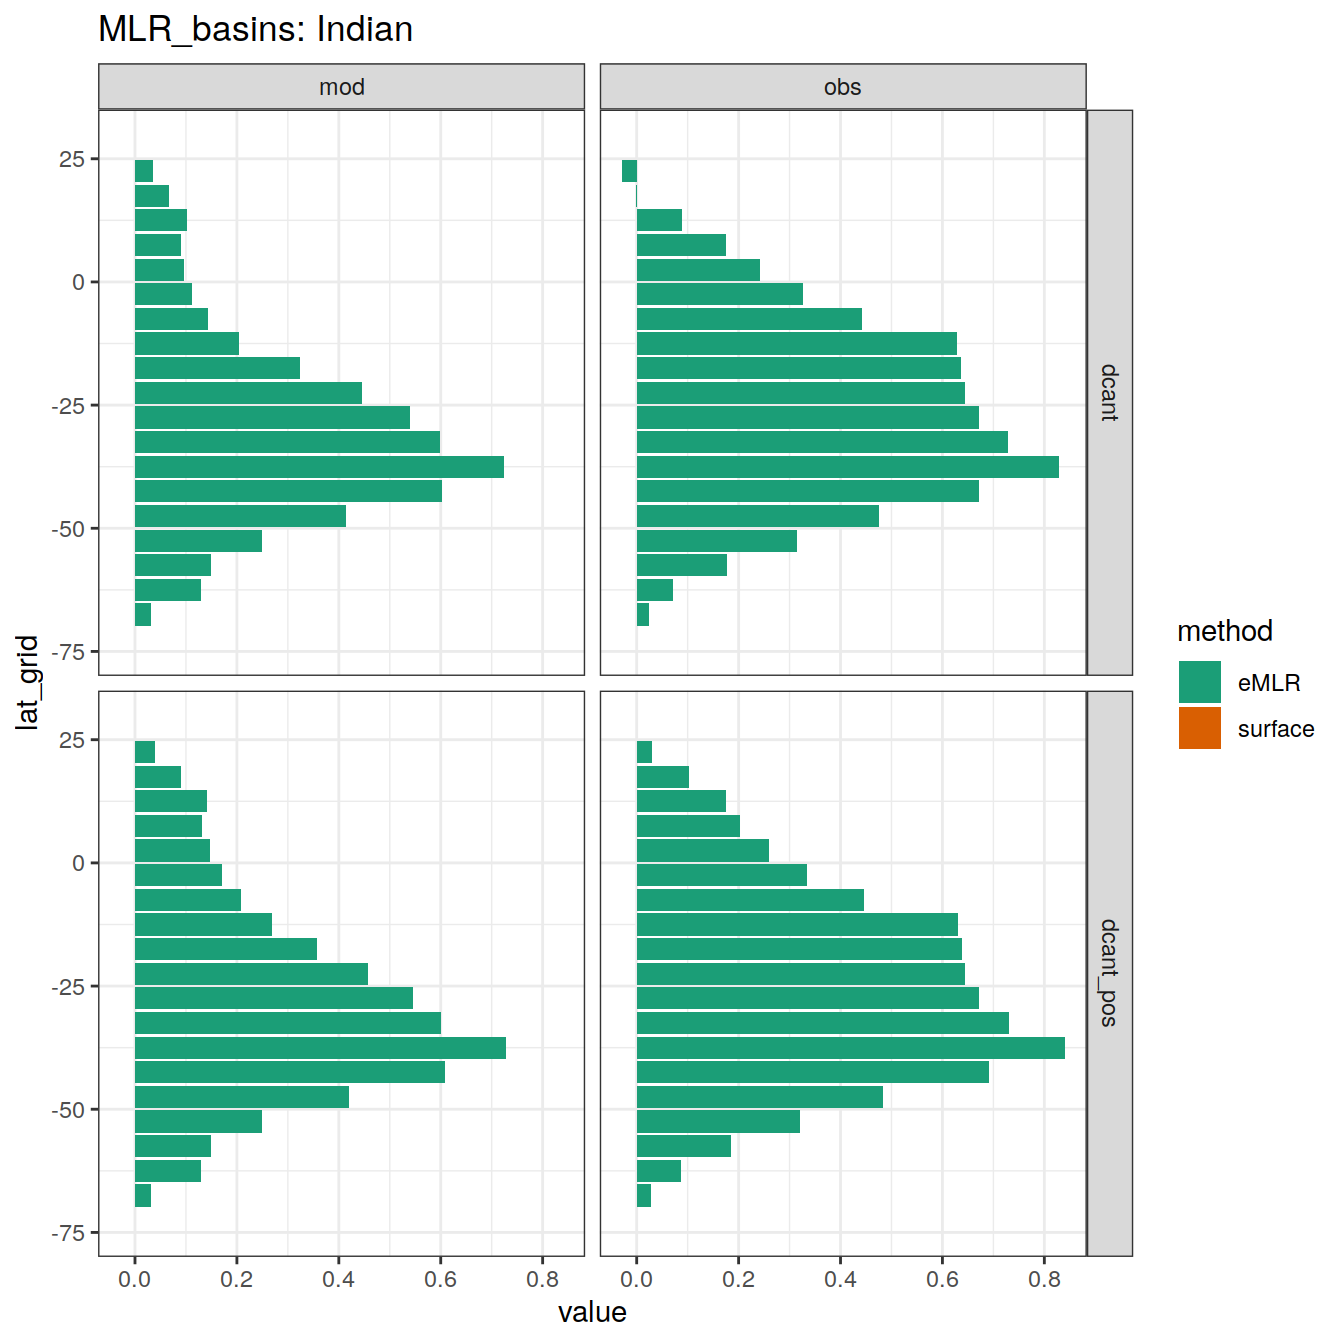 MLR_basins: Indian
mod
obs
25
0
-25
-50
-75
dcant
25
0
-25
-50
-75
dcant_pos
lat_grid
0.0 0.2 0.4 0.6 0.8
0.0 0.2 0.4 0.6 0.8
value
method
eMLR
surface